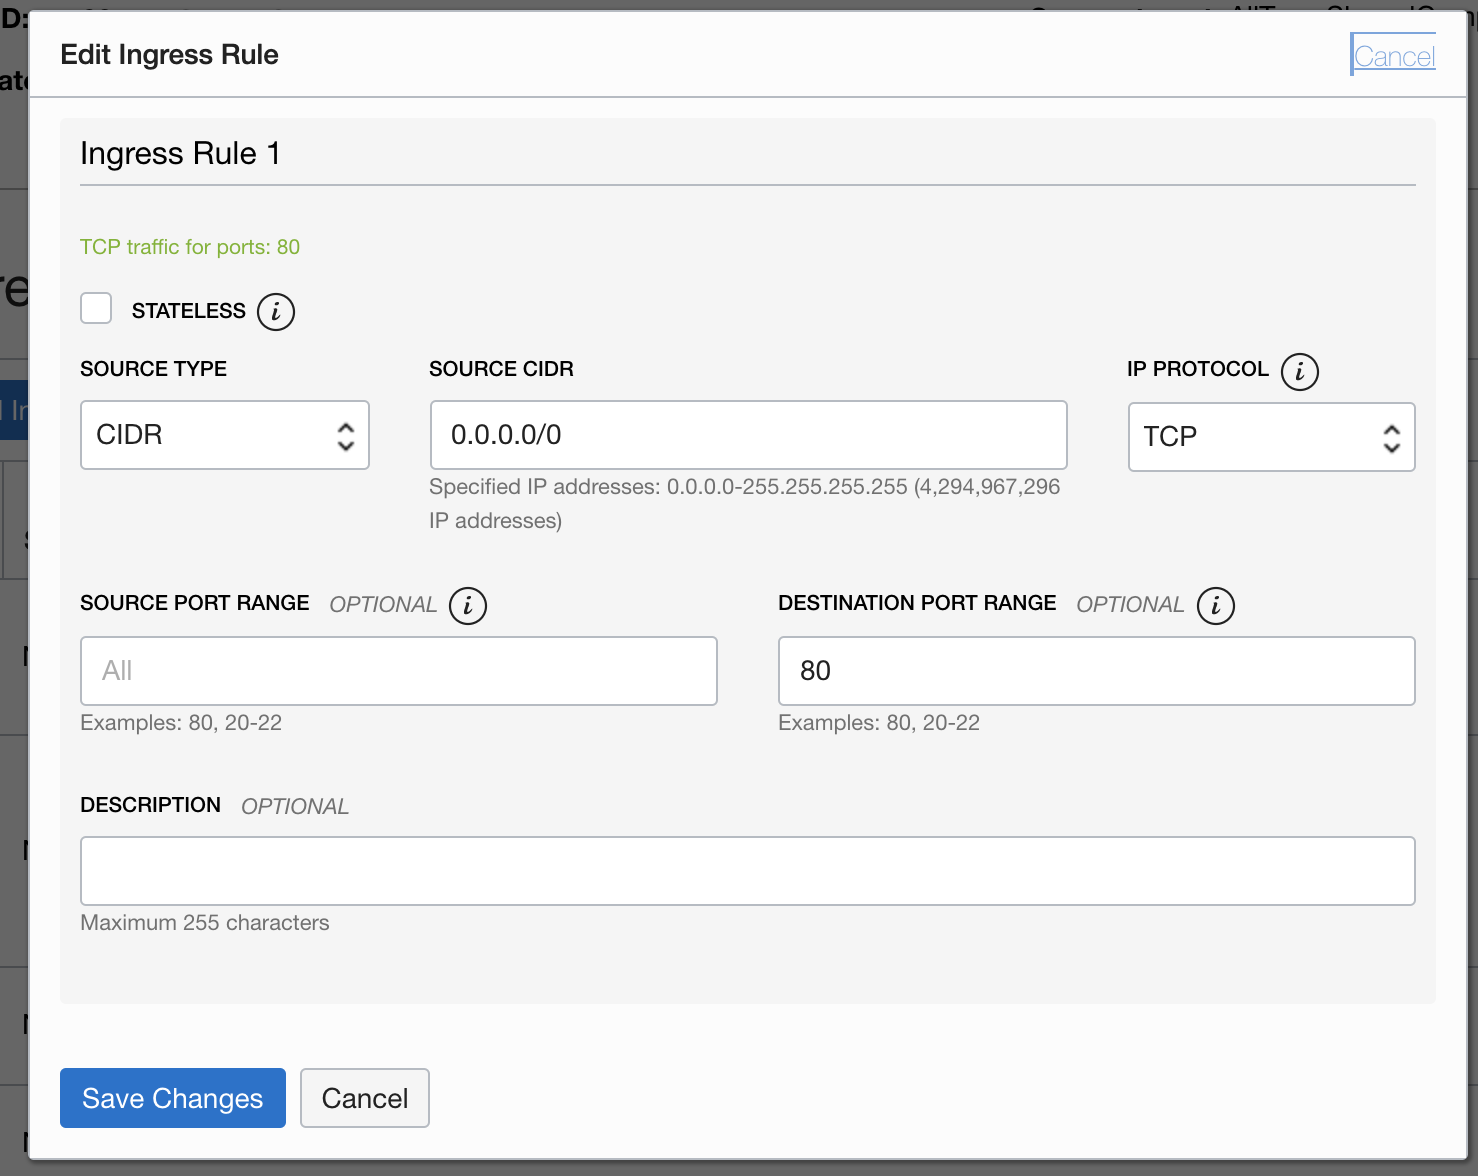 D:
Edit Ingress Rule
Cancel
Ingress Rule 1
TCP traffic for ports: 80
STATELESS i
SOURCE TYPE
SOURCE CIDR
IP PROTOCOL i
CIDR
0.0.0.0/0
TCP
Specified IP addresses: 0.0.0.0-255.255.255.255 (4,294,967,296
IP addresses)
SOURCE PORT RANGE OPTIONAL i
DESTINATION PORT RANGE OPTIONAL i
All
80
Examples: 80, 20-22
Examples: 80, 20-22
DESCRIPTION OPTIONAL
Maximum 255 characters
Save Changes
Cancel